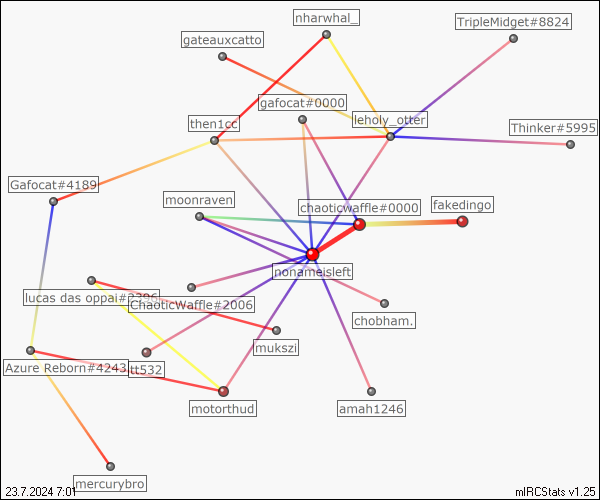 nharwhal_
TripleMidget#8824
gateauxcatto
gafocat#0000
then1cc
leholy_otter
Thinker#5995
Gafocat#4189
moonraven
chaoticwaffle#0000
fakedingo
nonameisleft
lucas das oppai#
ChaoticWaffle#2006
chobham.
mukszi
Azure Reborn#4243
tt532
motorthud
amah1246
mercurybro
23.7.2024 7:01
mIRCStats v1.25